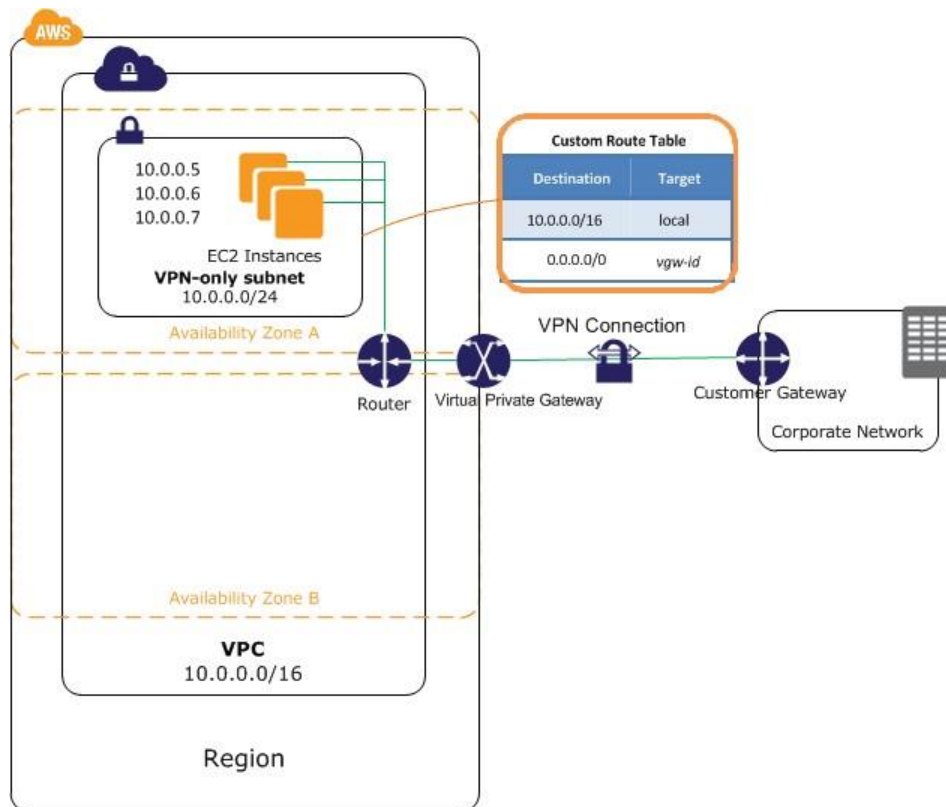 AWS
10.0.0.5
10.0.0.6
10.0.0.7
EC2 Instances
VPN-only subnet
10.0.0.0/24
Availability Zone A
Custom Route Table
Destination Target
10.0.0.0/16 local
0.0.0.0/0 vgw-id
VPN Connection
Router
Virtual Private Gateway
Customer Gateway
Corporate Network
Availability Zone B
VPC
10.0.0.0/16
Region